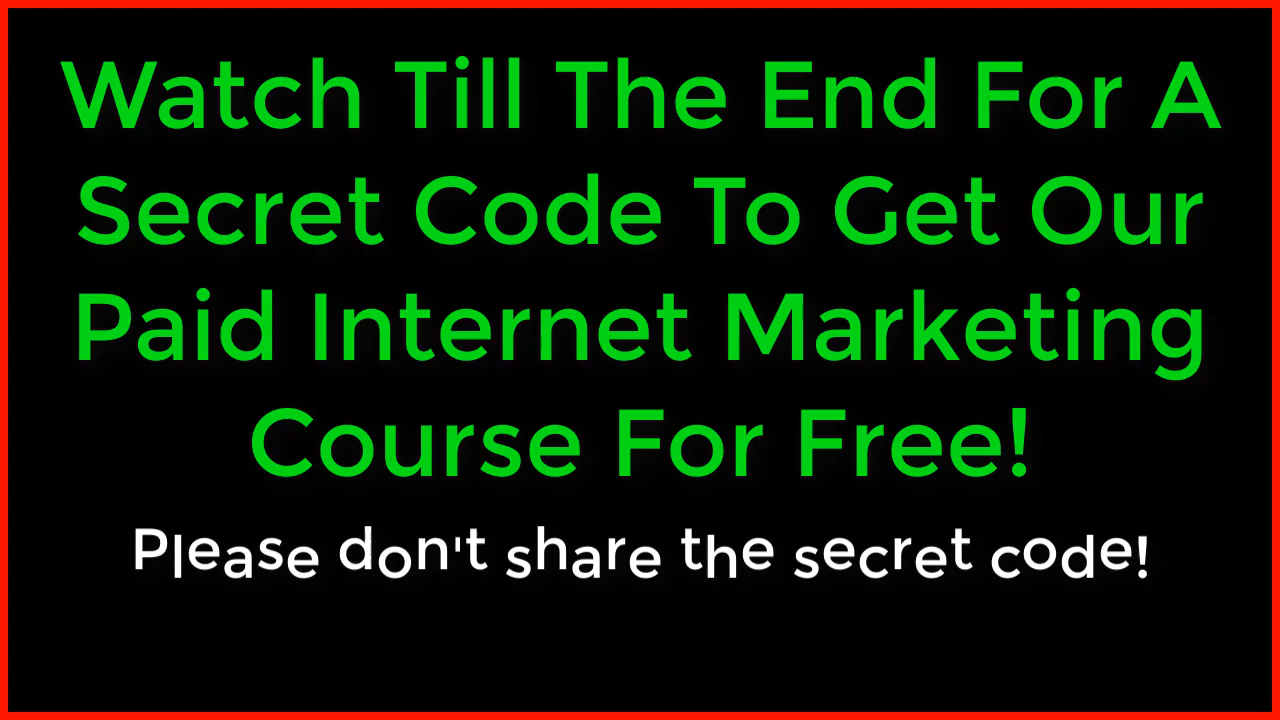 Watch Till The End For A
Secret Code To Get Our
Paid Internet Marketing
Course For Free!
Please don't share the secret code!